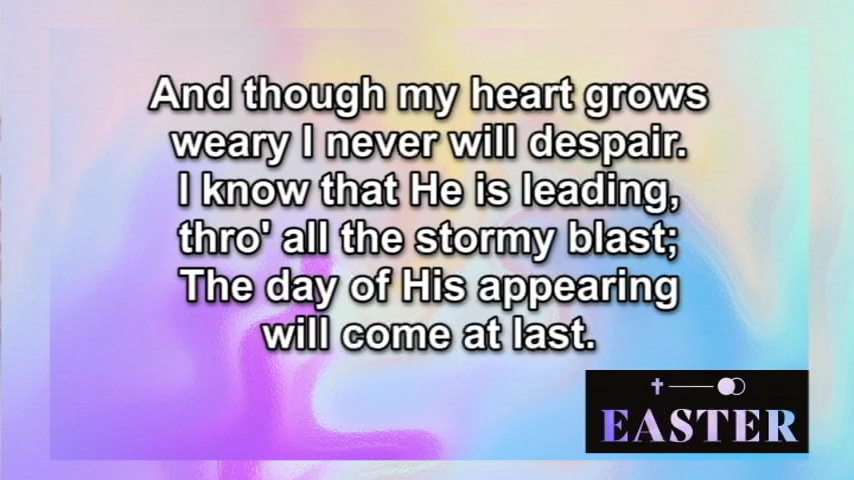 And though my heart grows
weary I never will despair.
I know that He is leading,
thro' all the stormy blast;
The day of His appearing
will come at last.
EASTER